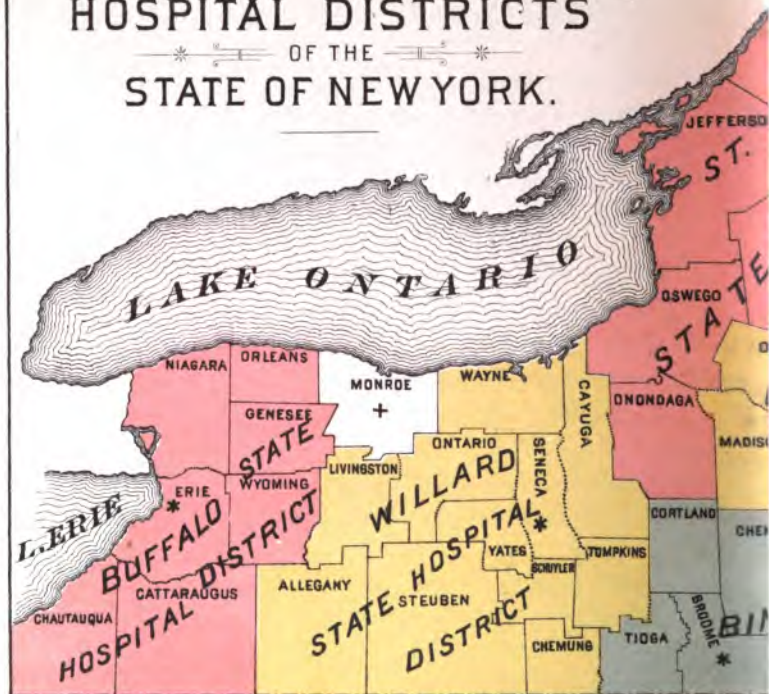 HOSPITAL DISTRICTS
OF THE
STATE OF NEW YORK.
JEFFERSO
ST.
LAKE ONTARIO
OSWEGO
STATE
NIAGARA
ORLEANS
MONROE
WAYNE
CAYUGA
ONONDAGA
GENESEE
STATE
ONTARIO
SENECA
MADISO
LIVINGSTON
WILLARD
ERIE
WYOMING
L. ERIE
BUFFALO
DISTRICT
CORTLAND
CHEN
YATES
TOMPKINS
SCHUYLER
STATE HOSPITAL
ALLEGANY
STEUBEN
CATTARAUGUS
CHAUTAUQUA
HOSPITAL
DISTRICT
CHEMUNG
TIOGA
BROOME
BIN